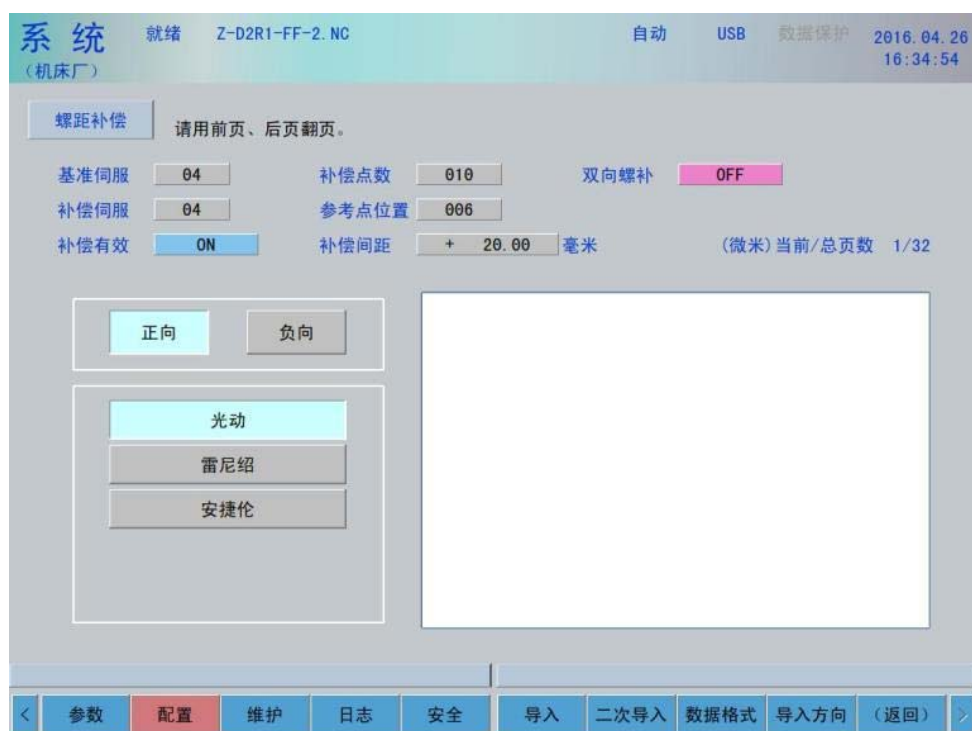 系 统 就绪 Z-D2R1-FF-2.NC 自动 USB 数据保护 2016.04.26
(机床厂) 16:34:54
螺距补偿 请用前页、后页翻页。
基准伺服 04 补偿点数 010 双向螺补 OFF
补偿伺服 04 参考点位置 006
补偿有效 ON 补偿间距 + 20.00 毫米 (微米)当前/总页数 1/32
正向 负向
光动
雷尼绍
安捷伦
< 参数 配置 维护 日志 安全 导入 二次导入 数据格式 导入方向 (返回) >